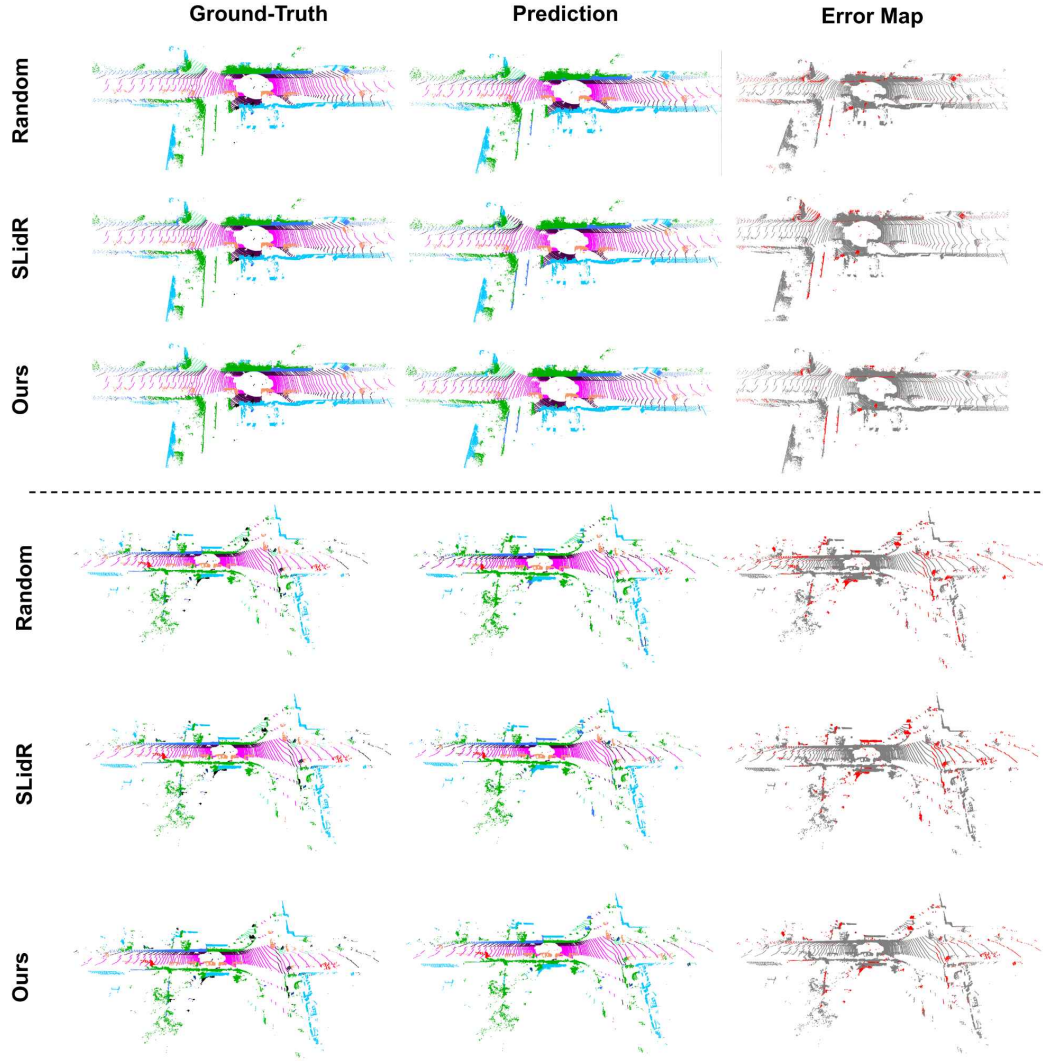 Ground-Truth Prediction Error Map
Random
SLidR
Ours
Random
SLidR
Ours